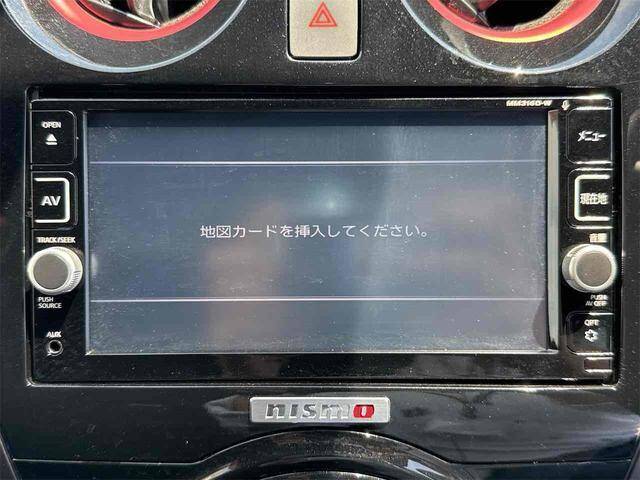 MM316D-W
OPEN
メニュー
AV
現在地
地図カードを挿入してください。
TRACK/SEEK
音量
PUSH
SOURCE
PUSH
AV OFF
AUX
OPT
nismo